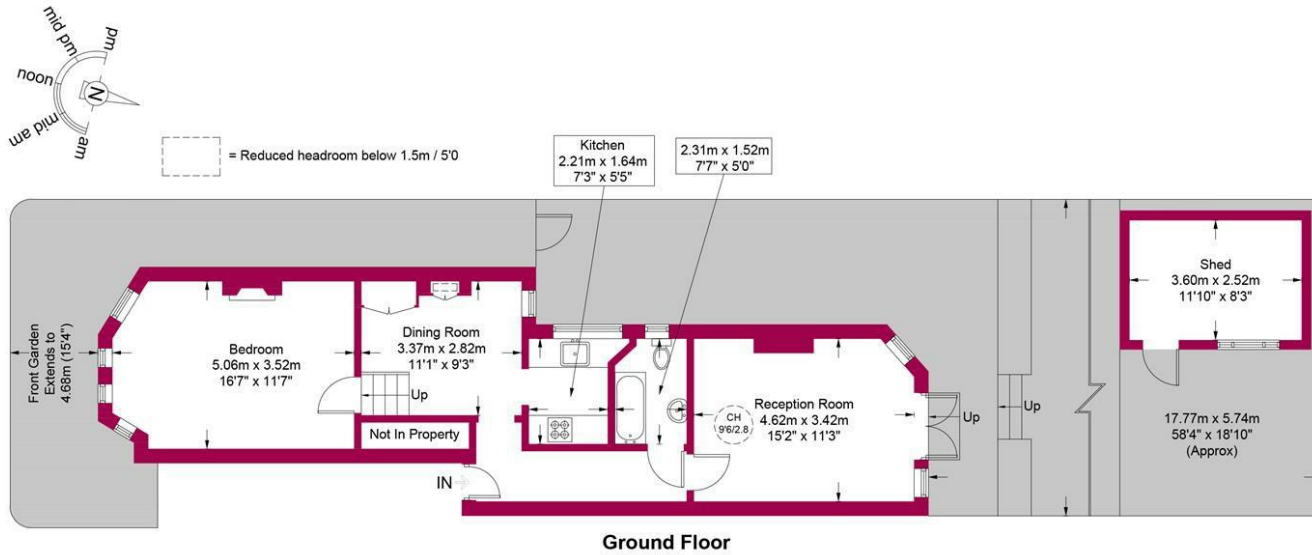 mid pm
pm
noon
N
mid am
am
= Reduced headroom below 1.5m / 5'0
Kitchen
2.21m x 1.64m
7'3" x 5'5"
2.31m x 1.52m
7'7" x 5'0"
Shed
3.60m x 2.52m
11'10" x 8'3"
Front Garden
Extends to
4.68m (15'4")
Bedroom
5.06m x 3.52m
16'7" x 11'7"
Dining Room
3.37m x 2.82m
11'1" x 9'3"
Up
Not In Property
IN
CH
9'6/2.8
Reception Room
4.62m x 3.42m
15'2" x 11'3"
Up
Up
17.77m x 5.74m
58'4" x 18'10"
(Approx)
Ground Floor